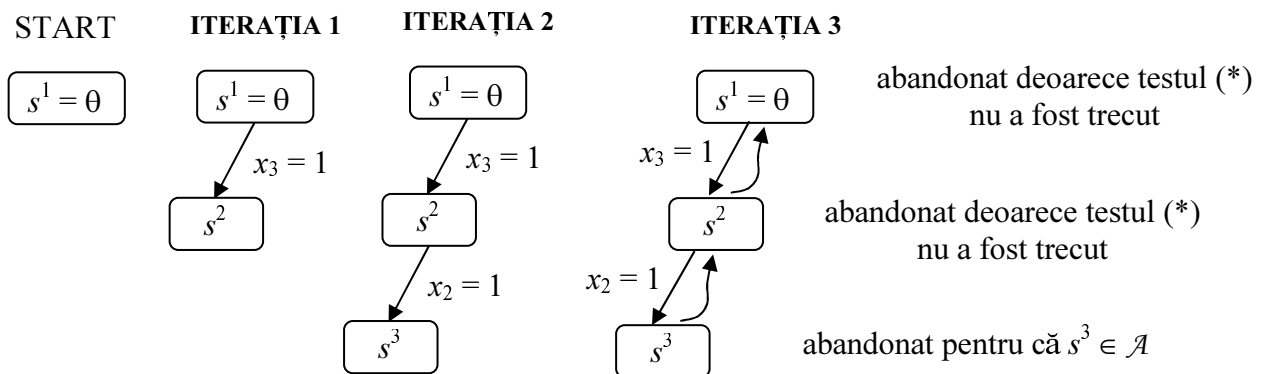 START
ITERAȚIA 1
ITERAȚIA 2
ITERAȚIA 3
s¹ = θ
s¹ = θ
s¹ = θ
s¹ = θ
abandonat deoarece testul (*)
nu a fost trecut
x₃ = 1
x₃ = 1
x₃ = 1
s²
s²
s²
abandonat deoarece testul (*)
nu a fost trecut
x₂ = 1
x₂ = 1
s³
s³
abandonat pentru că s³ ∈ 𝒜